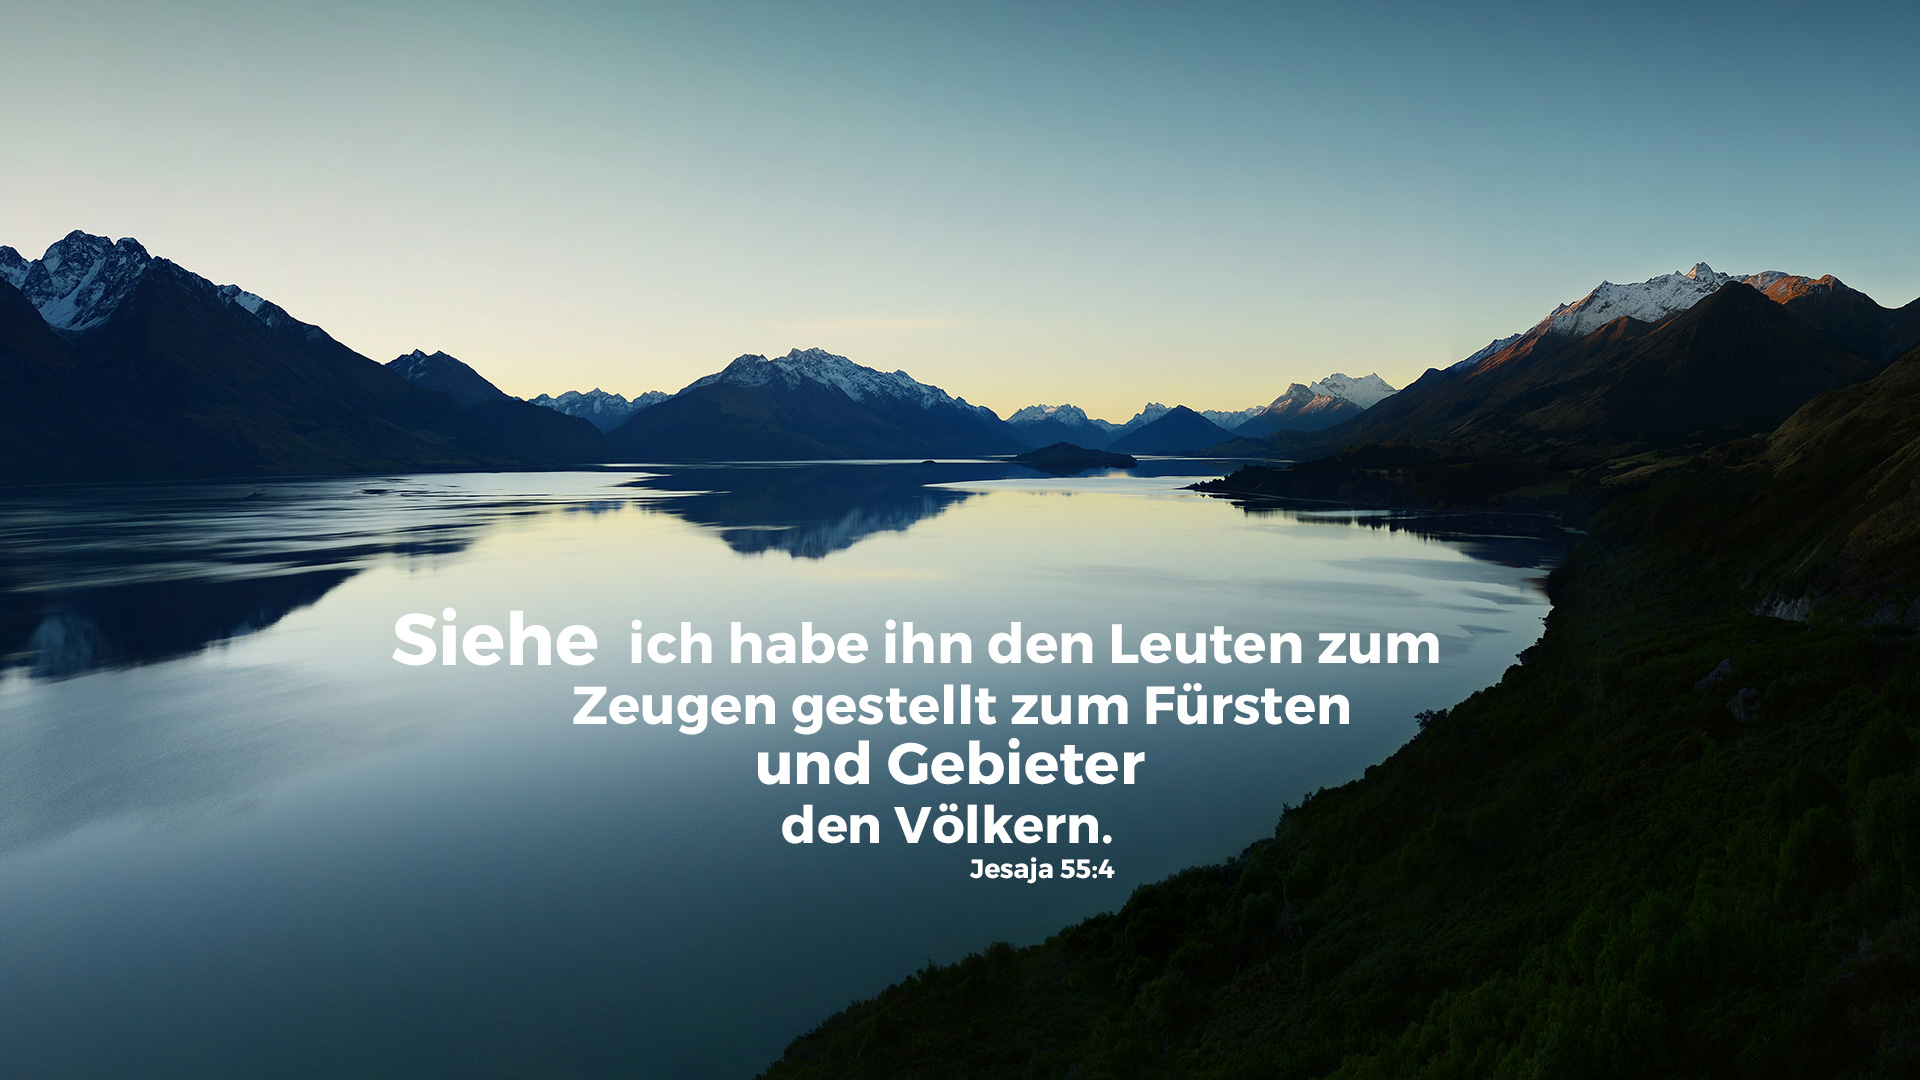 Siehe ich habe ihn den Leuten zum
Zeugen gestellt zum Fürsten
und Gebieter
den Völkern.
Jesaja 55:4